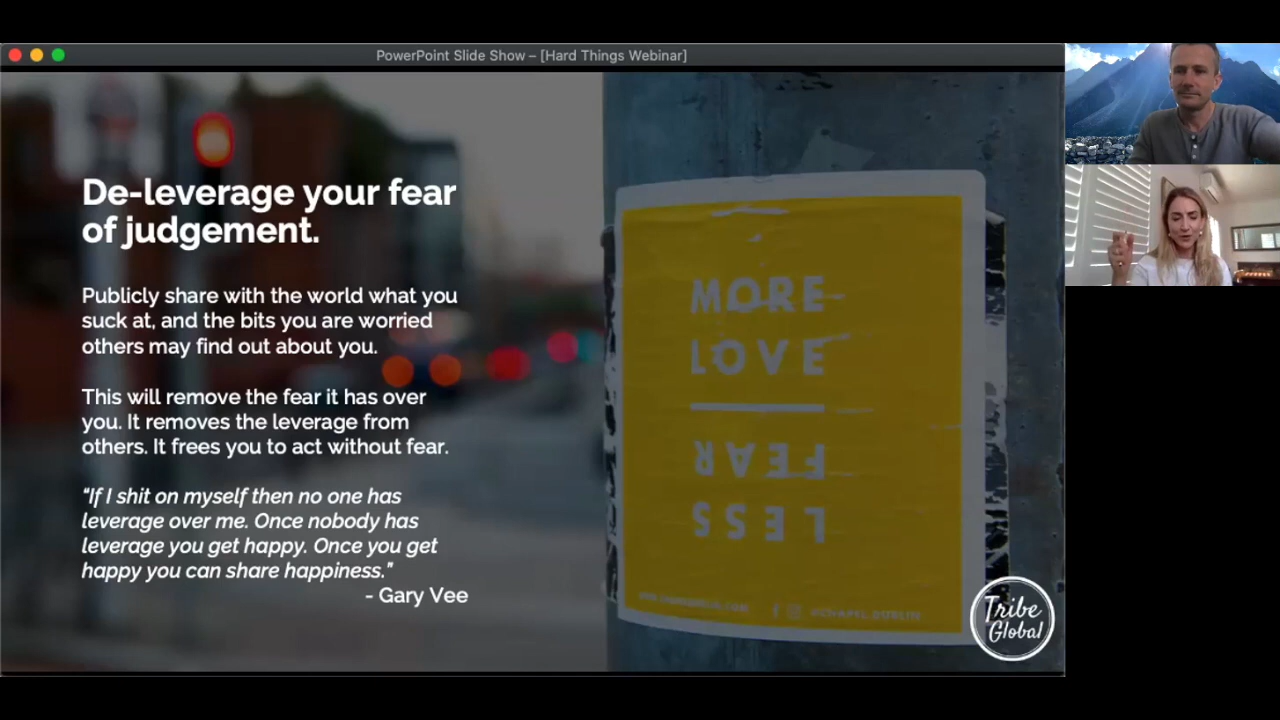 PowerPoint Slide Show – [Hard Things Webinar]
De-leverage your fear
of judgement.
Publicly share with the world what you
suck at, and the bits you are worried
others may find out about you.
This will remove the fear it has over
you. It removes the leverage from
others. It frees you to act without fear.
"If I shit on myself then no one has
leverage over me. Once nobody has
leverage you get happy. Once you get
happy you can share happiness."
- Gary Vee
MORE
LOVE
FEAR
LESS
Tribe
Global